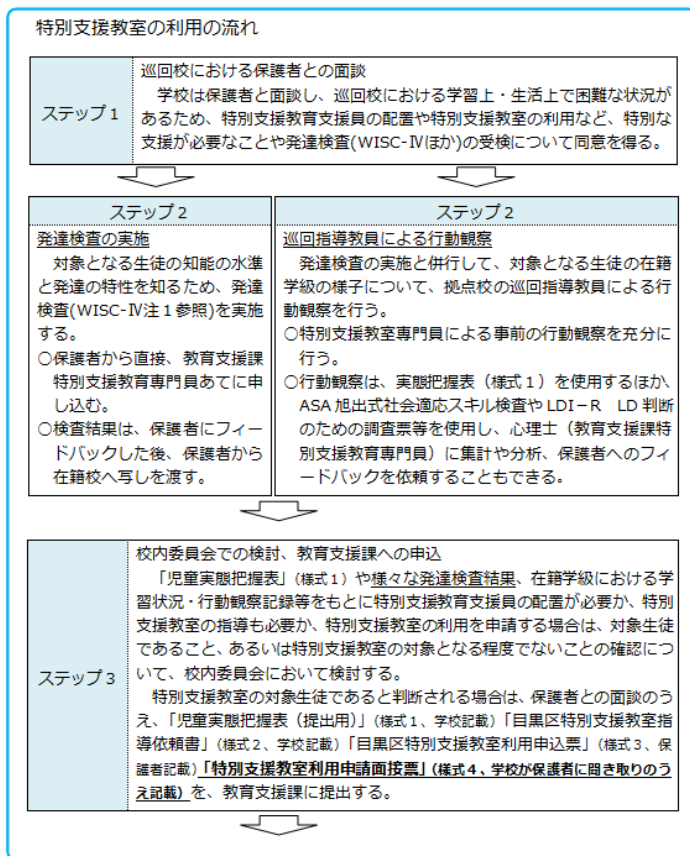 特別支援教室の利用の流れ
ステップ１
巡回校における保護者との面談
学校は保護者と面談し、巡回校における学習上・生活上で困難な状況が
あるため、特別支援教育支援員の配置や特別支援教室の利用など、特別な
支援が必要なことや発達検査(WISC-Ⅳほか)の受検について同意を得る。
ステップ２
発達検査の実施
対象となる生徒の知能の水準
と発達の特性を知るため、発達
検査(WISC-Ⅳ注１参照)を実施
する。
○保護者から直接、教育支援課
特別支援教育専門員あてに申
し込む。
○検査結果は、保護者にフィー
ドバックした後、保護者から
在籍校へ写しを渡す。
ステップ２
巡回指導教員による行動観察
発達検査の実施と併行して、対象となる生徒の在籍
学級の様子について、拠点校の巡回指導教員による行
動観察を行う。
○特別支援教室専門員による事前の行動観察を充分に
行う。
○行動観察は、実態把握表（様式１）を使用するほか、
ASA 旭出式社会適応スキル検査や LDI－R　LD 判断
のための調査票等を使用し、心理士（教育支援課特
別支援教育専門員）に集計や分析、保護者へのフィ
ードバックを依頼することもできる。
ステップ３
校内委員会での検討、教育支援課への申込
「児童実態把握表」（様式１）や様々な発達検査結果、在籍学級における学
習状況・行動観察記録等をもとに特別支援教育支援員の配置が必要か、特別
支援教室の指導も必要か、特別支援教室の利用を申請する場合は、対象生徒
であること、あるいは特別支援教室の対象となる程度でないことの確認につ
いて、校内委員会において検討する。
特別支援教室の対象生徒であると判断される場合は、保護者との面談のう
え、「児童実態把握表（提出用）」（様式１、学校記載）「目黒区特別支援教室指
導依頼書」（様式２、学校記載）「目黒区特別支援教室利用申込票」（様式３、保
護者記載）「特別支援教室利用申請面接票」（様式４、学校が保護者に聞き取りのう
え記載）を、教育支援課に提出する。